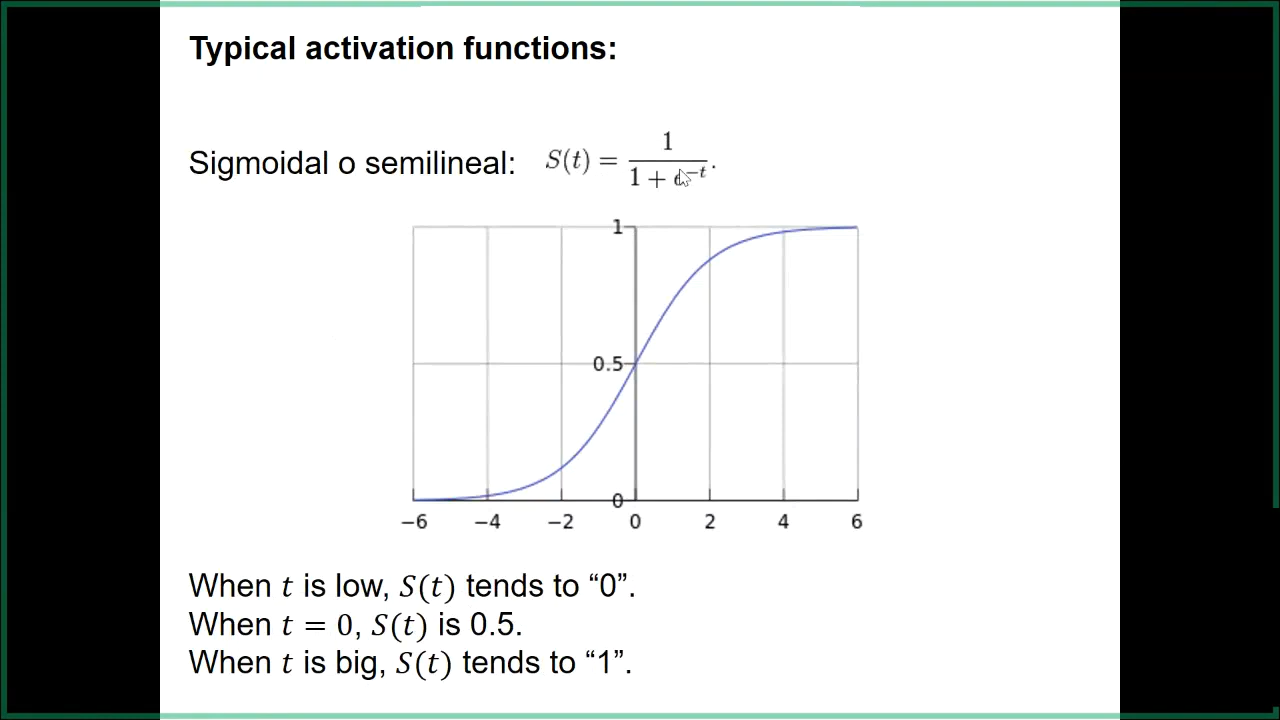 Typical activation functions:
Sigmoidal o semilineal: S(t) = 1 / (1 + e^−t).
1
0.5
0
−6 −4 −2 0 2 4 6
When t is low, S(t) tends to “0”.
When t = 0, S(t) is 0.5.
When t is big, S(t) tends to “1”.